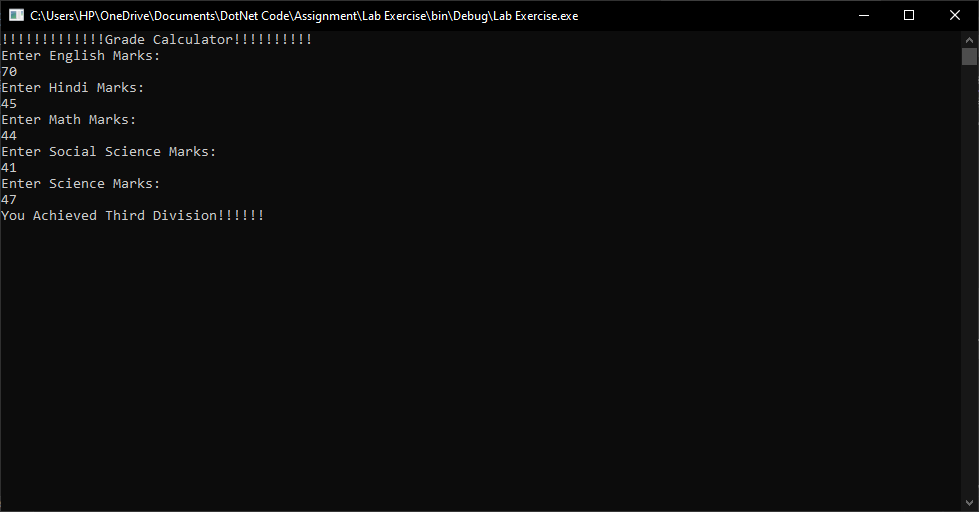 C:\Users\HP\OneDrive\Documents\DotNet Code\Assignment\Lab Exercise\bin\Debug\Lab Exercise.exe
!!!!!!!!!!!!!Grade Calculator!!!!!!!!!!
Enter English Marks:
70
Enter Hindi Marks:
45
Enter Math Marks:
44
Enter Social Science Marks:
41
Enter Science Marks:
47
You Achieved Third Division!!!!!!